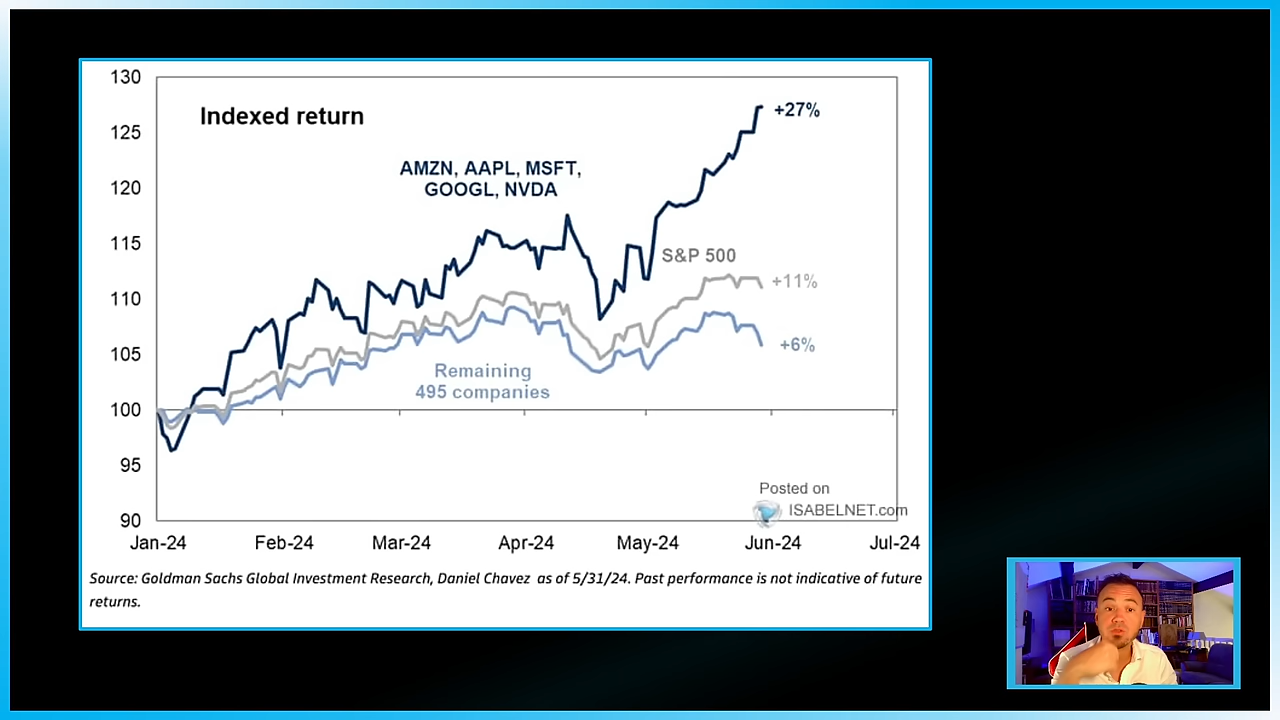 130
Indexed return
+27%
125
AMZN, AAPL, MSFT,
GOOGL, NVDA
120
115
S&P 500
+11%
110
+6%
105
Remaining
495 companies
100
95
Posted on
ISABELNET.com
90
Jan-24 Feb-24 Mar-24 Apr-24 May-24 Jun-24 Jul-24
Source: Goldman Sachs Global Investment Research, Daniel Chavez as of 5/31/24. Past performance is not indicative of future
returns.